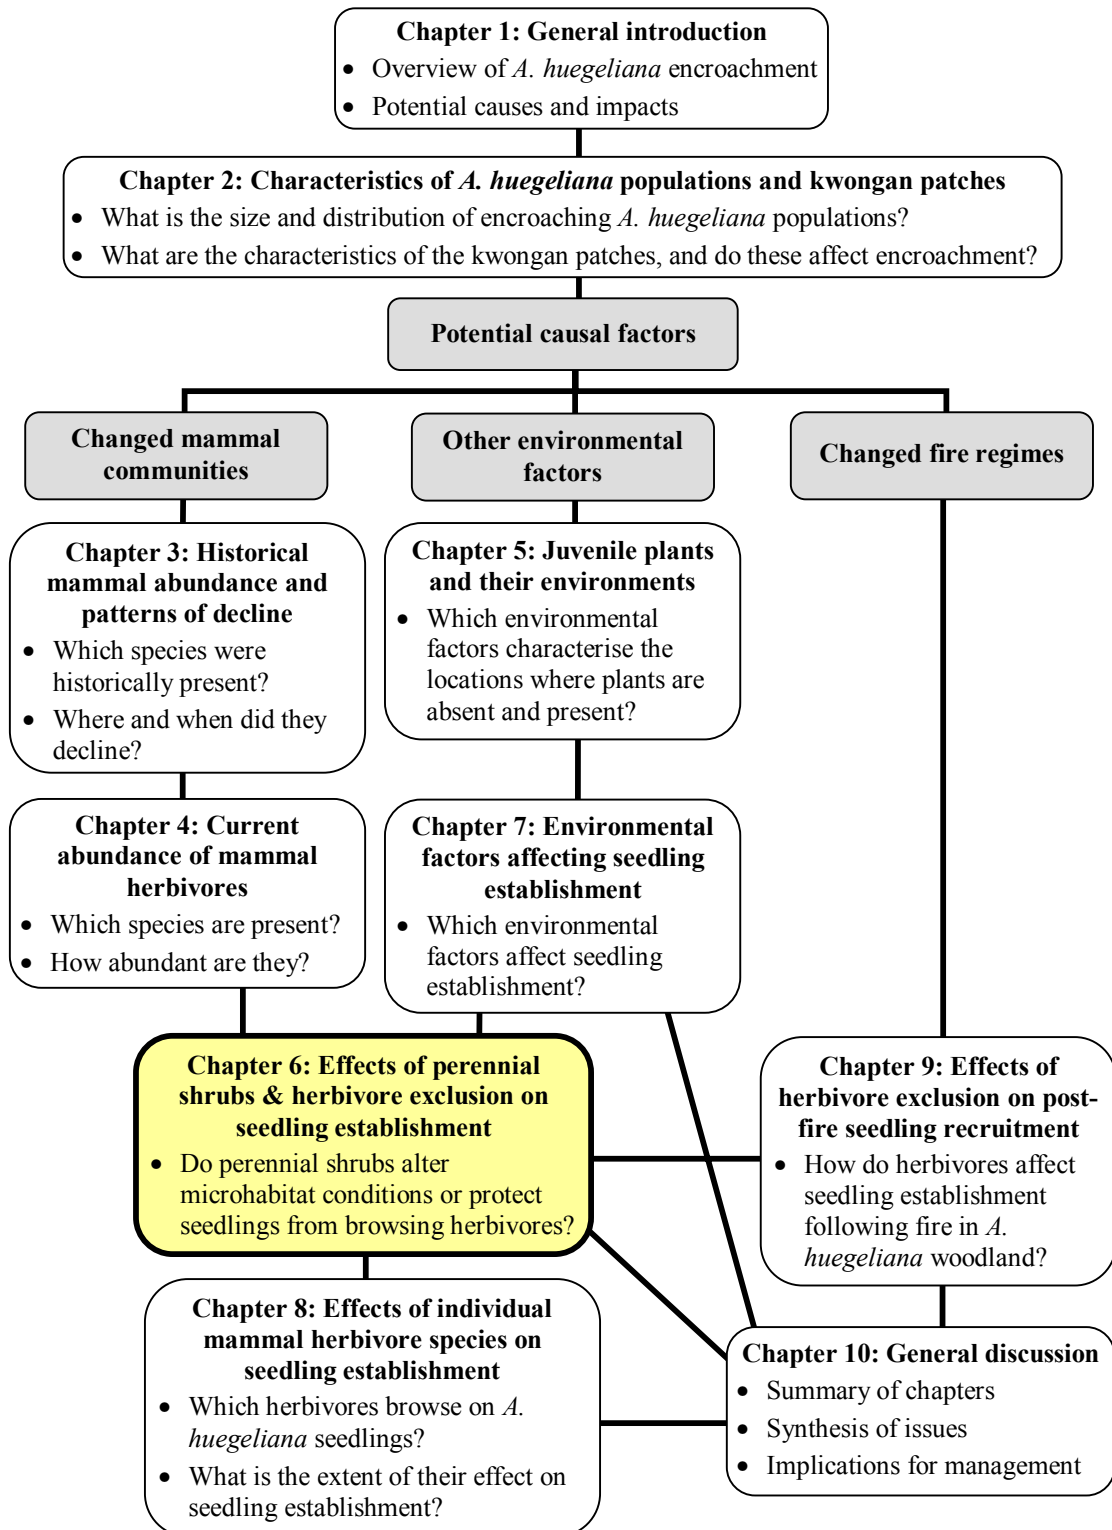 Chapter 1: General introduction
• Overview of A. huegeliana encroachment
• Potential causes and impacts
Chapter 2: Characteristics of A. huegeliana populations and kwongan patches
• What is the size and distribution of encroaching A. huegeliana populations?
• What are the characteristics of the kwongan patches, and do these affect encroachment?
Potential causal factors
Changed mammal
communities
Other environmental
factors
Changed fire regimes
Chapter 3: Historical
mammal abundance and
patterns of decline
• Which species were
historically present?
• Where and when did they
decline?
Chapter 5: Juvenile plants
and their environments
• Which environmental
factors characterise the
locations where plants are
absent and present?
Chapter 4: Current
abundance of mammal
herbivores
• Which species are present?
• How abundant are they?
Chapter 7: Environmental
factors affecting seedling
establishment
• Which environmental
factors affect seedling
establishment?
Chapter 6: Effects of perennial
shrubs & herbivore exclusion on
seedling establishment
• Do perennial shrubs alter
microhabitat conditions or protect
seedlings from browsing herbivores?
Chapter 9: Effects of
herbivore exclusion on post-
fire seedling recruitment
• How do herbivores affect
seedling establishment
following fire in A.
huegeliana woodland?
Chapter 8: Effects of individual
mammal herbivore species on
seedling establishment
• Which herbivores browse on A.
huegeliana seedlings?
• What is the extent of their effect on
seedling establishment?
Chapter 10: General discussion
• Summary of chapters
• Synthesis of issues
• Implications for management